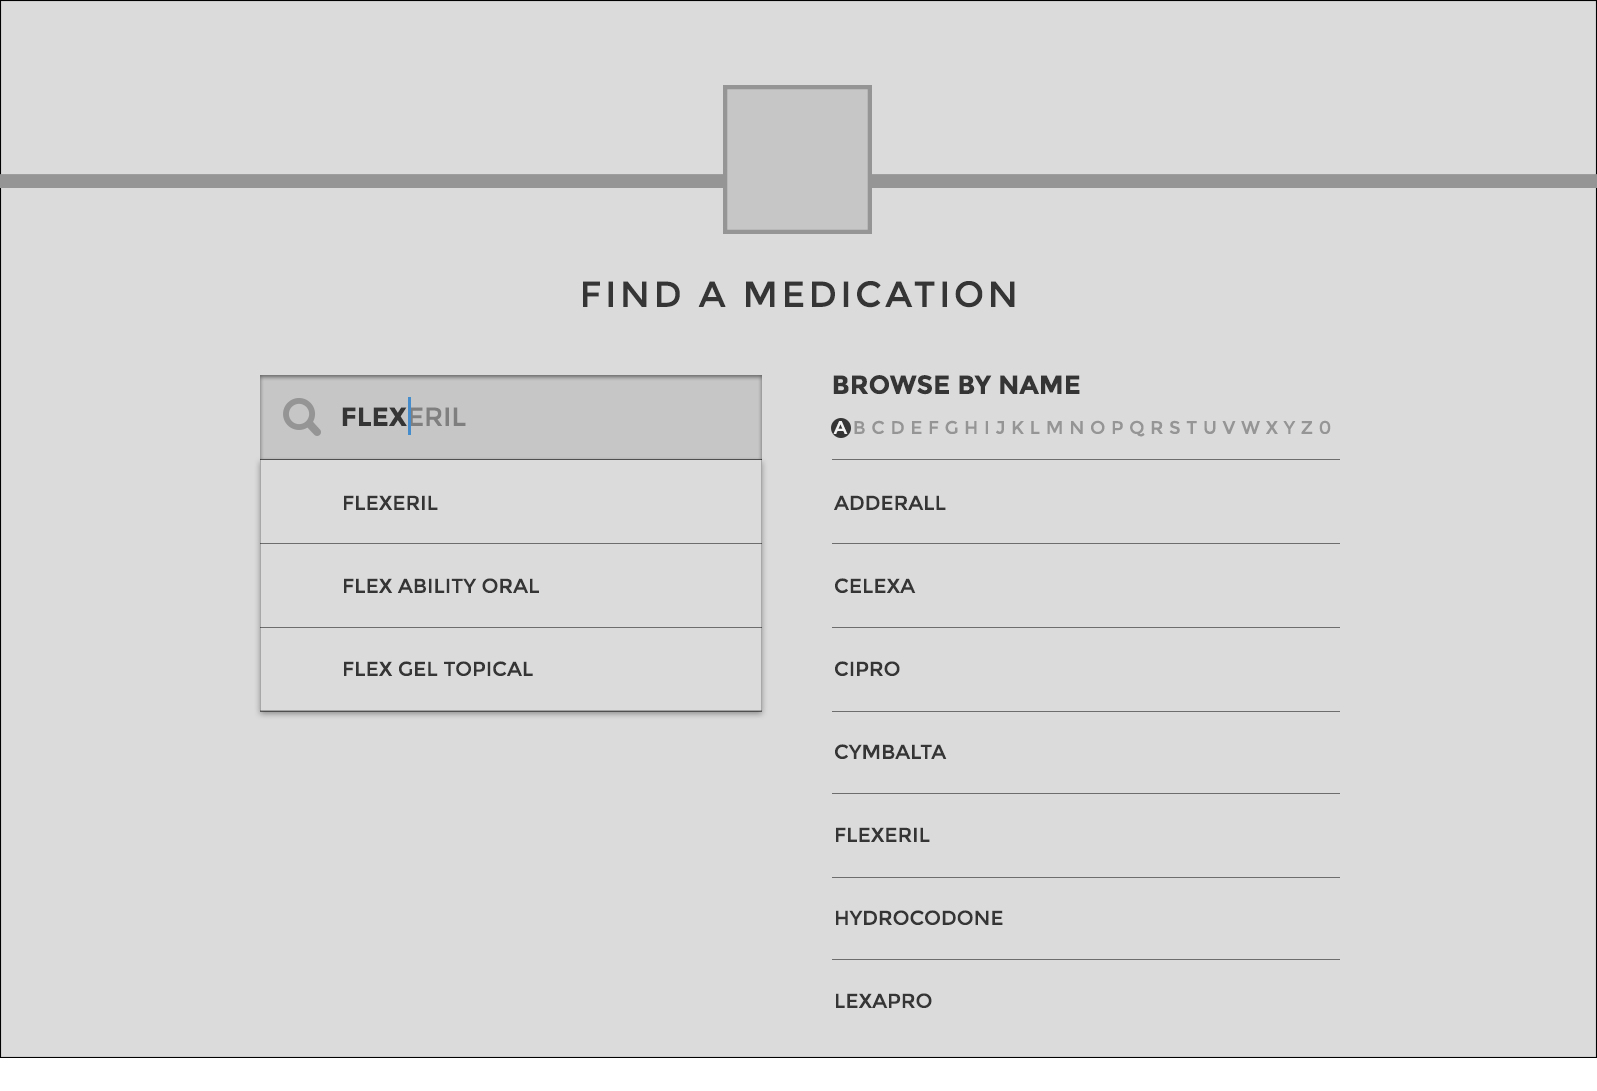 FIND A MEDICATION
FLEXERIL
FLEXERIL
FLEX ABILITY ORAL
FLEX GEL TOPICAL
BROWSE BY NAME
A B C D E F G H I J K L M N O P Q R S T U V W X Y Z 0
ADDERALL
CELEXA
CIPRO
CYMBALTA
FLEXERIL
HYDROCODONE
LEXAPRO